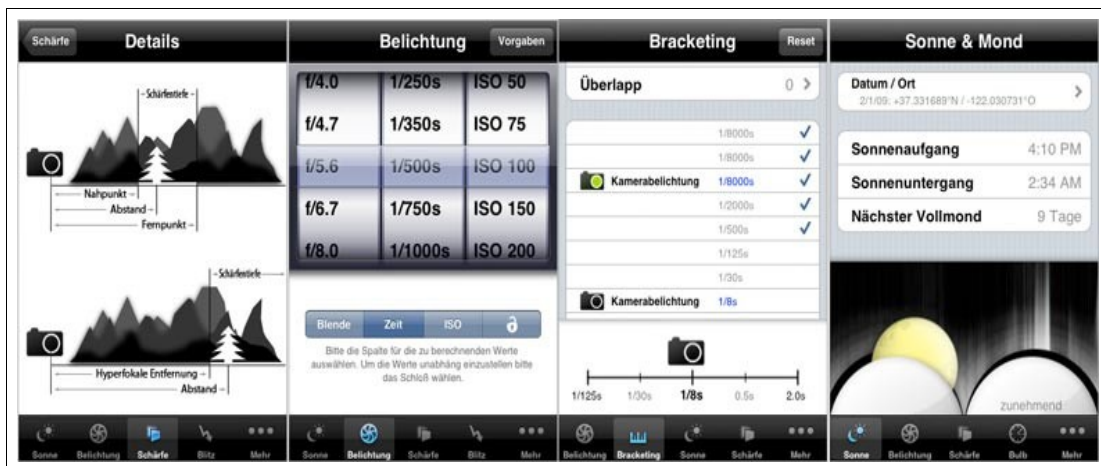 Schärfe
Details
Schärfentiefe
Nahpunkt
Abstand
Fernpunkt
Schärfentiefe
Hyperfokale Entfernung
Abstand
Sonne Belichtung Schärfe Blitz Mehr
Belichtung
Vorgaben
f/4.0 1/250s ISO 50
f/4.7 1/350s ISO 75
f/5.6 1/500s ISO 100
f/6.7 1/750s ISO 150
f/8.0 1/1000s ISO 200
Blende Zeit ISO
Bitte die Spalte für die zu berechnenden Werte
auswählen. Um die Werte unabhäng einzustellen bitte
das Schloß wählen.
Sonne Belichtung Schärfe Blitz Mehr
Bracketing
Reset
Überlapp 0
1/8000s
1/8000s
Kamerabelichtung 1/8000s
1/2000s
1/500s
1/125s
1/30s
Kamerabelichtung 1/8s
1/125s 1/30s 1/8s 0.5s 2.0s
Belichtung Bracketing Sonne Schärfe Mehr
Sonne & Mond
Datum / Ort
2/1/09: +37.331689°N / -122.030731°O
Sonnenaufgang 4:10 PM
Sonnenuntergang 2:34 AM
Nächster Vollmond 9 Tage
zunehmend
Sonne Belichtung Schärfe Bulb Mehr